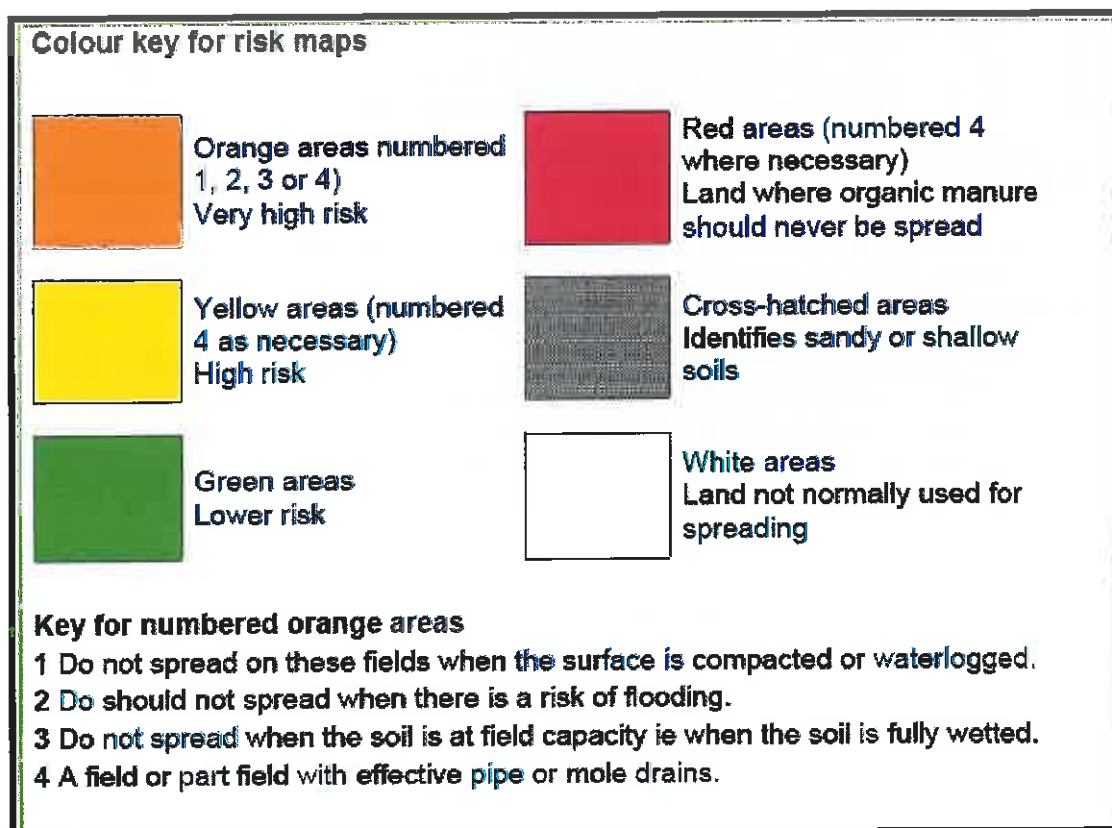 Colour key for risk maps
Orange areas numbered
1, 2, 3 or 4)
Very high risk
Red areas (numbered 4
where necessary)
Land where organic manure
should never be spread
Yellow areas (numbered
4 as necessary)
High risk
Cross-hatched areas
Identifies sandy or shallow
soils
Green areas
Lower risk
White areas
Land not normally used for
spreading
Key for numbered orange areas
1 Do not spread on these fields when the surface is compacted or waterlogged.
2 Do should not spread when there is a risk of flooding.
3 Do not spread when the soil is at field capacity ie when the soil is fully wetted.
4 A field or part field with effective pipe or mole drains.